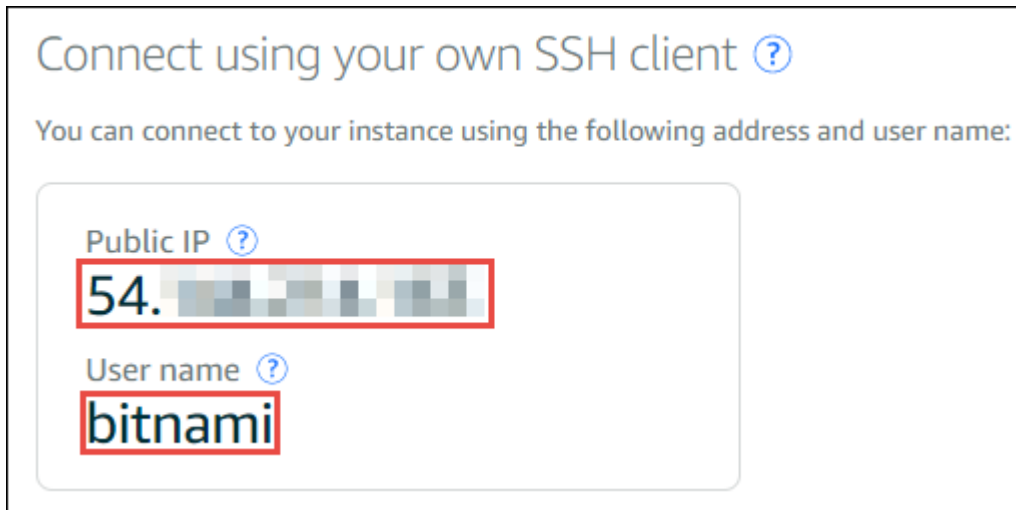 Connect using your own SSH client ?
You can connect to your instance using the following address and user name:
Public IP ?
54.
User name ?
bitnami